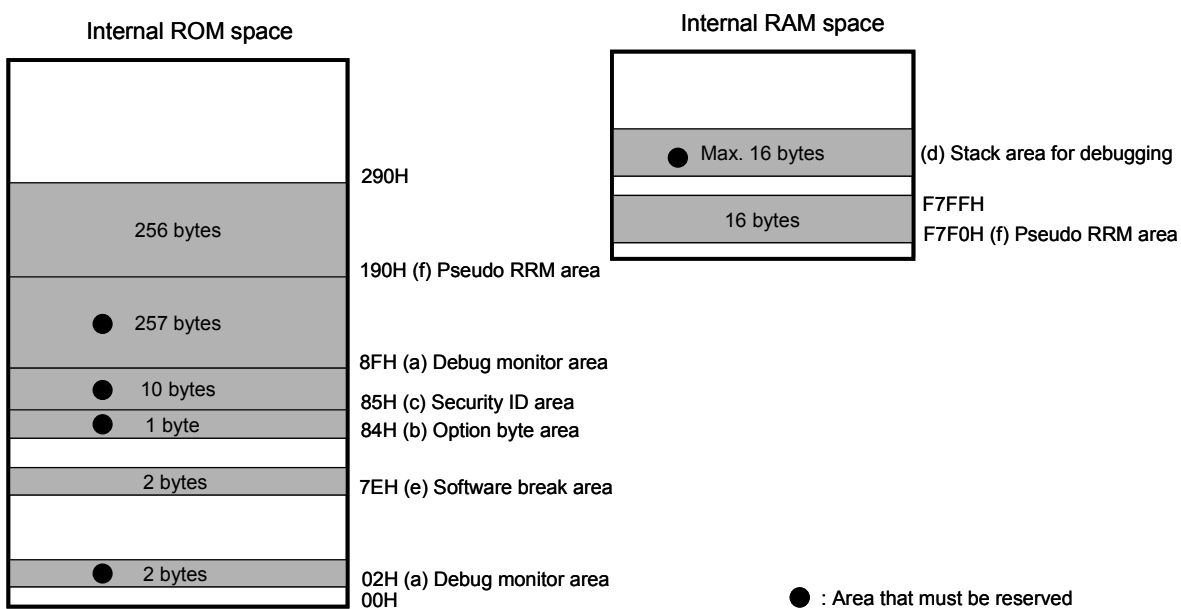 Internal ROM space
290H
256 bytes
190H (f) Pseudo RRM area
257 bytes
8FH (a) Debug monitor area
10 bytes
85H (c) Security ID area
1 byte
84H (b) Option byte area
2 bytes
7EH (e) Software break area
2 bytes
02H (a) Debug monitor area
00H
Internal RAM space
Max. 16 bytes
(d) Stack area for debugging
F7FFH
16 bytes
F7F0H (f) Pseudo RRM area
: Area that must be reserved